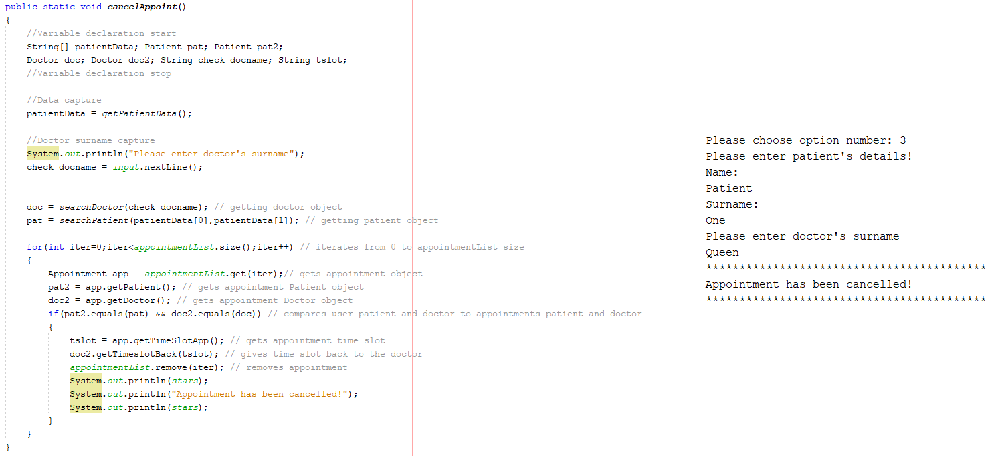 public static void cancelAppoint()
{
//Variable declaration start
String[] patientData; Patient pat; Patient pat2;
Doctor doc; Doctor doc2; String check_docname; String tslot;
//Variable declaration stop
//Data capture
patientData = getPatientData();
//Doctor surname capture
System.out.println("Please enter doctor's surname");
check_docname = input.nextLine();
doc = searchDoctor(check_docname); // getting doctor object
pat = searchPatient(patientData[0],patientData[1]); // getting patient object
for(int iter=0;iter<appointmentList.size();iter++) // iterates from 0 to appointmentList size
{
Appointment app = appointmentList.get(iter);// gets appointment object
pat2 = app.getPatient(); // gets appointment Patient object
doc2 = app.getDoctor(); // gets appointment Doctor object
if(pat2.equals(pat) && doc2.equals(doc)) // compares user patient and doctor to appointments patient and doctor
{
tslot = app.getTimeSlotApp(); // gets appointment time slot
doc2.getTimeslotBack(tslot); // gives time slot back to the doctor
appointmentList.remove(iter); // removes appointment
System.out.println(stars);
System.out.println("Appointment has been cancelled!");
System.out.println(stars);
}
}
}
Please choose option number: 3
Please enter patient's details!
Name:
Patient
Surname:
One
Please enter doctor's surname
Queen
******************************************
Appointment has been cancelled!
******************************************